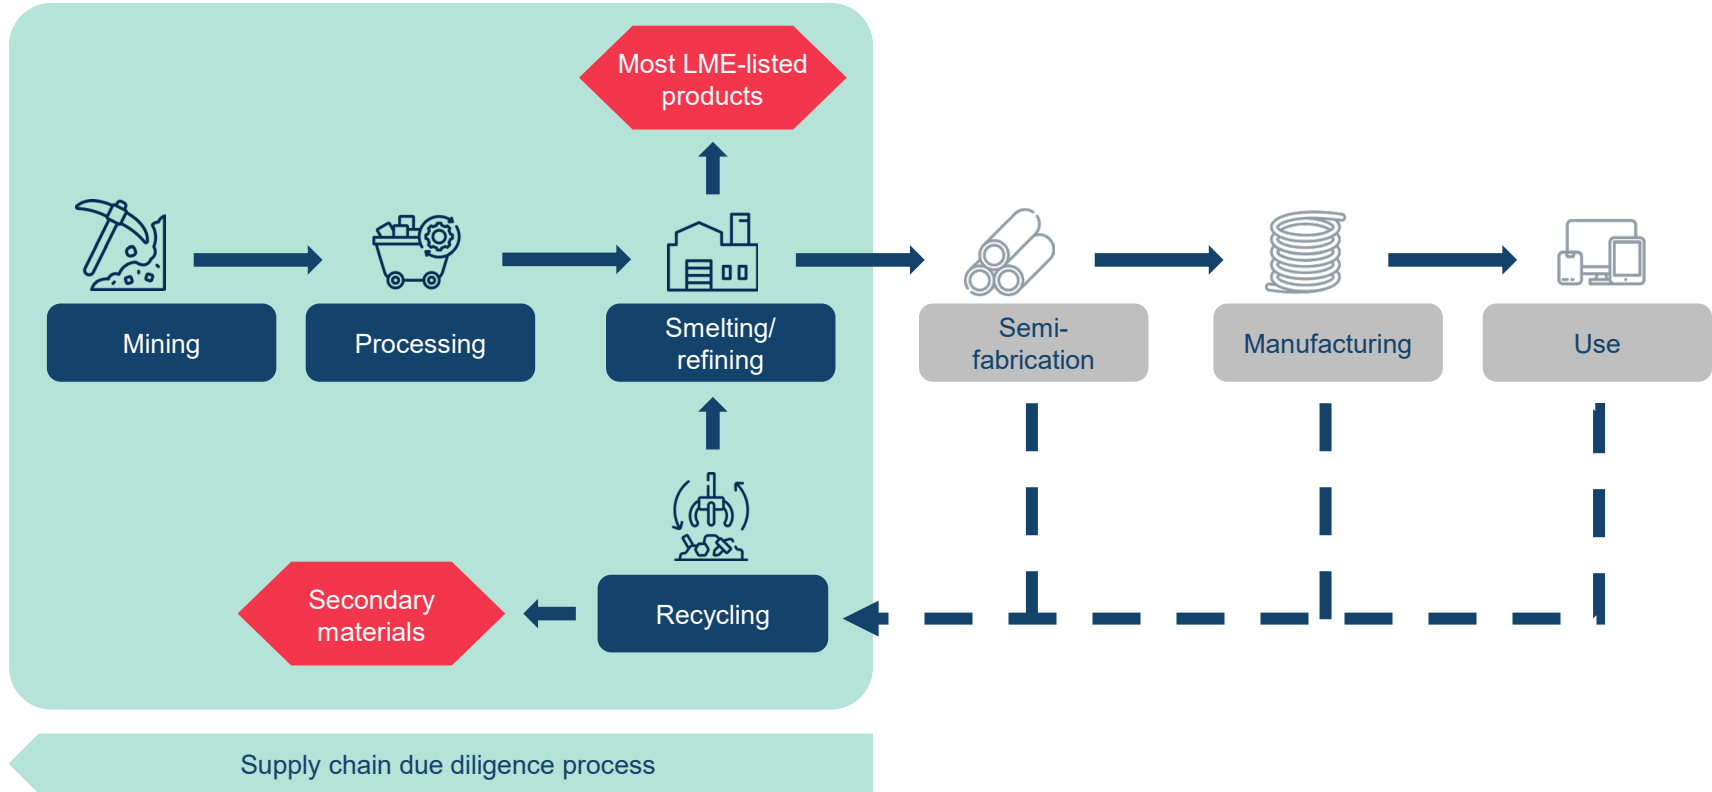 Most LME-listed
products
Mining
Processing
Smelting/
refining
Semi-
fabrication
Manufacturing
Use
Secondary
materials
Recycling
Supply chain due diligence process